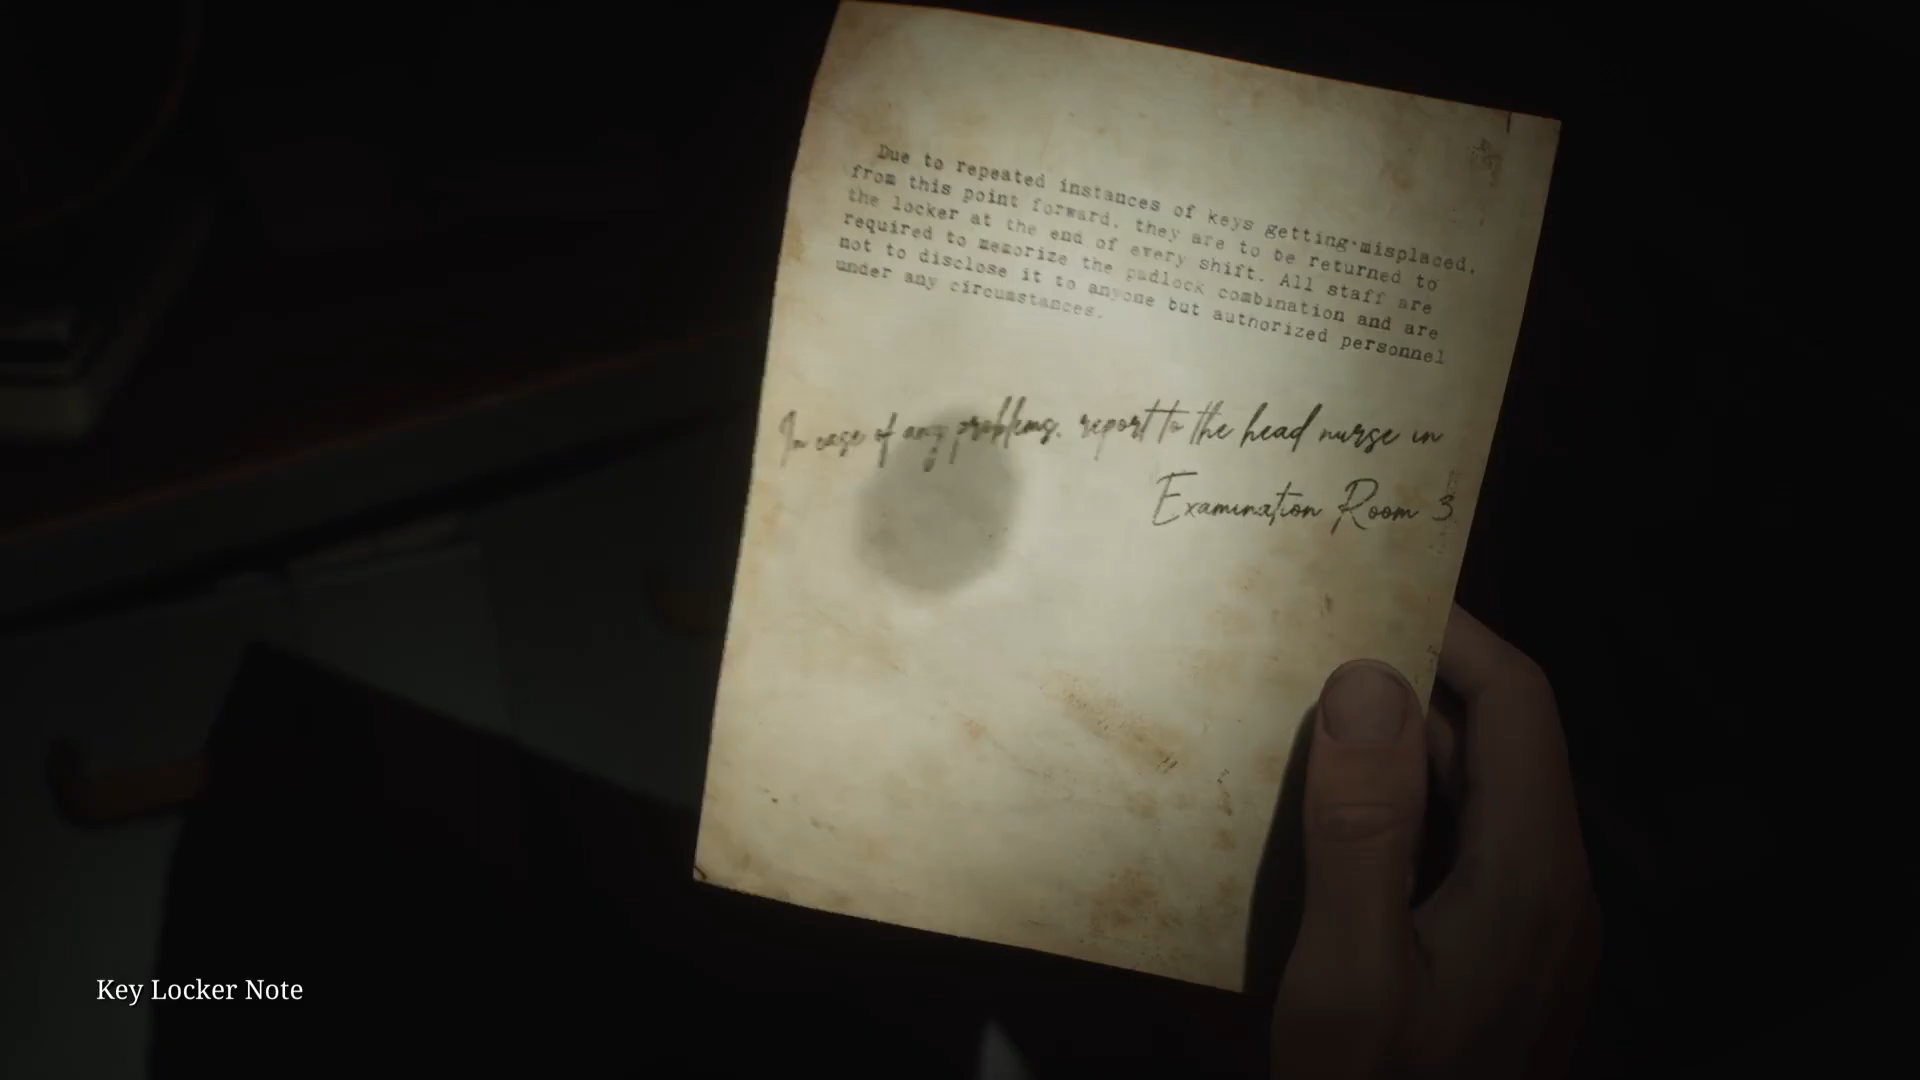 Due to repeated instances of keys getting misplaced,
from this point forward, they are to be returned to
the locker at the end of every shift. All staff are
required to memorize the padlock combination and are
not to disclose it to anyone but authorized personnel
under any circumstances.
In case of any problems, report to the head nurse in
Examination Room 3
Key Locker Note